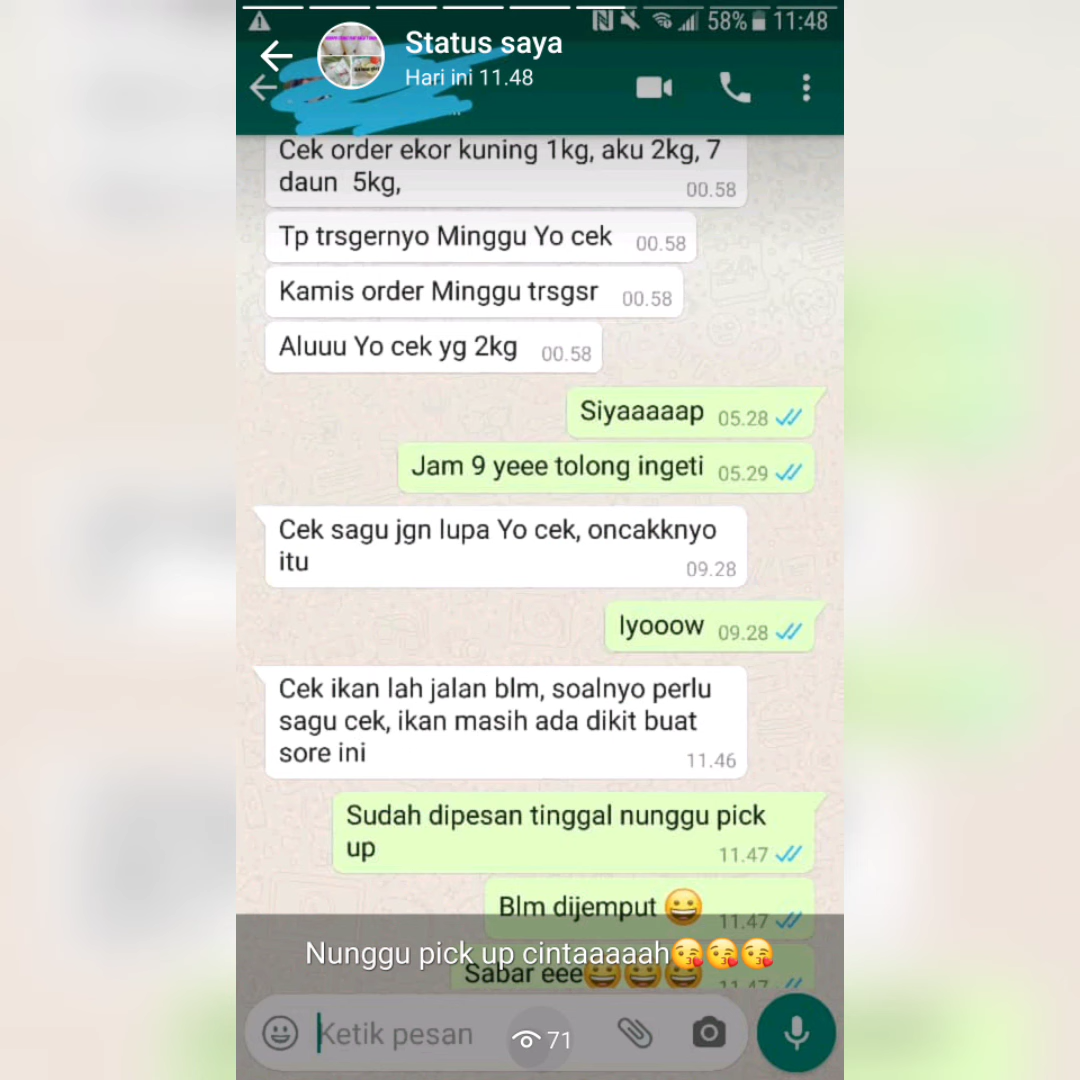 58% 11:48
Status saya
Hari ini 11.48
Cek order ekor kuning 1kg, aku 2kg, 7
daun 5kg,
00.58
Tp trsgernyo Minggu Yo cek 00.58
Kamis order Minggu trsgsr 00.58
Aluuu Yo cek yg 2kg 00.58
Siyaaaaap 05.28
Jam 9 yeee tolong ingeti 05.29
Cek sagu jgn lupa Yo cek, oncakknyo
itu
09.28
Iyooow 09.28
Cek ikan lah jalan blm, soalnyo perlu
sagu cek, ikan masih ada dikit buat
sore ini
11.46
Sudah dipesan tinggal nunggu pick
up
11.47
Blm dijemput 😀 11.47
Nunggu pick up cintaaaaah😘😘😘
Sabar eee😀😀😀 11.47
Ketik pesan
71